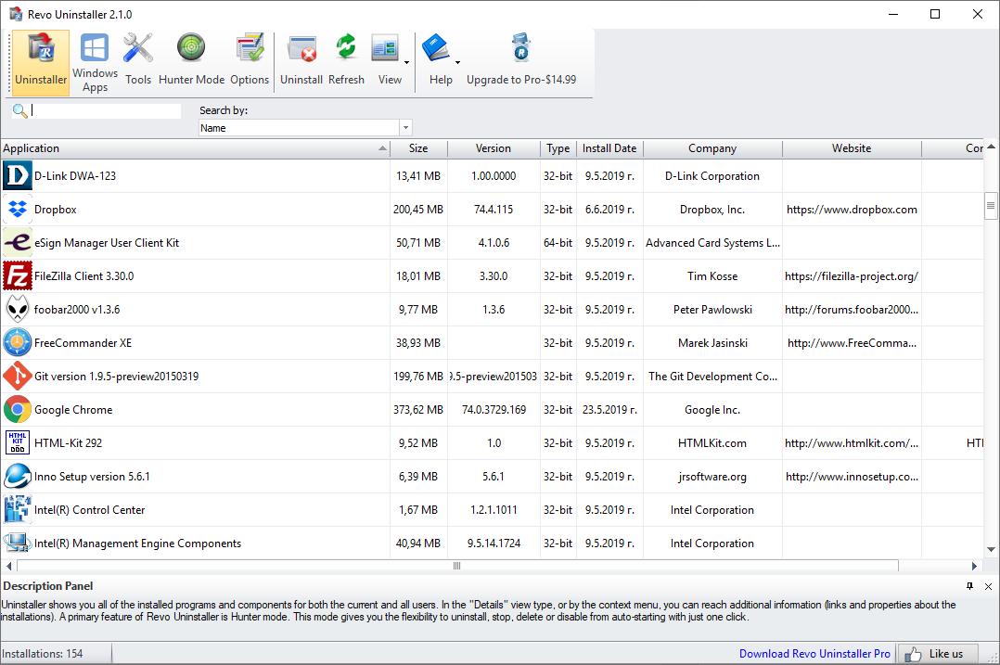 Revo Uninstaller 2.1.0
Uninstaller Windows Apps Tools Hunter Mode Options Uninstall Refresh View Help Upgrade to Pro-$14.99
Search by:
Name
Application Size Version Type Install Date Company Website Cor
D-Link DWA-123 13,41 MB 1.00.0000 32-bit 9.5.2019 г. D-Link Corporation
Dropbox 200,45 MB 74.4.115 32-bit 6.6.2019 г. Dropbox, Inc. https://www.dropbox.com
eSign Manager User Client Kit 50,71 MB 4.1.0.6 64-bit 9.5.2019 г. Advanced Card Systems L...
FileZilla Client 3.30.0 18,01 MB 3.30.0 32-bit 9.5.2019 г. Tim Kosse https://filezilla-project.org/
foobar2000 v1.3.6 9,77 MB 1.3.6 32-bit 9.5.2019 г. Peter Pawlowski http://forums.foobar2000...
FreeCommander XE 38,93 MB 32-bit 9.5.2019 г. Marek Jasinski http://www.FreeComma...
Git version 1.9.5-preview20150319 199,76 MB 9.5-preview201503 32-bit 9.5.2019 г. The Git Development Co...
Google Chrome 373,62 MB 74.0.3729.169 32-bit 23.5.2019 г. Google Inc.
HTML KIT 000 HTML-Kit 292 9,52 MB 1.0 32-bit 9.5.2019 г. HTMLKit.com http://www.htmlkit.com/... HTI
Inno Setup version 5.6.1 6,39 MB 5.6.1 32-bit 9.5.2019 г. jrsoftware.org http://www.innosetup.co...
Intel(R) Control Center 1,67 MB 1.2.1.1011 32-bit 9.5.2019 г. Intel Corporation
Intel(R) Management Engine Components 40,94 MB 9.5.14.1724 32-bit 9.5.2019 г. Intel Corporation
Description Panel
Uninstaller shows you all of the installed programs and components for both the current and all users. In the "Details" view type, or by the context menu, you can reach additional information (links and properties about the
installations). A primary feature of Revo Uninstaller is Hunter mode. This mode gives you the flexibility to uninstall, stop, delete or disable from auto-starting with just one click.
Installations: 154 Download Revo Uninstaller Pro Like us